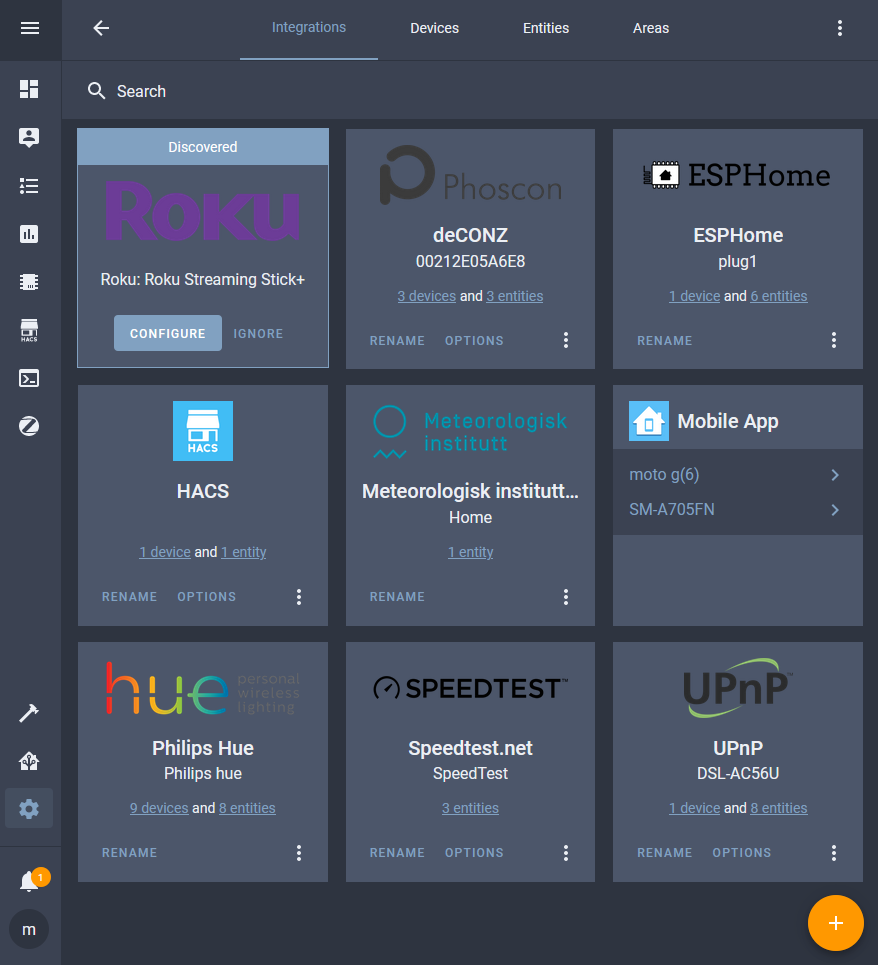 Integrations
Devices
Entities
Areas
Search
Discovered
Roku
Roku: Roku Streaming Stick+
CONFIGURE
IGNORE
Phoscon
deCONZ
00212E05A6E8
3 devices and 3 entities
RENAME
OPTIONS
ESPHome
ESPHome
plug1
1 device and 6 entities
RENAME
HACS
HACS
HACS
1 device and 1 entity
RENAME
OPTIONS
Meteorologisk
institutt
Meteorologisk institutt...
Home
1 entity
RENAME
Mobile App
moto g(6)
SM-A705FN
hue personal
wireless
lighting
Philips Hue
Philips hue
9 devices and 8 entities
RENAME
SPEEDTEST™
Speedtest.net
SpeedTest
3 entities
RENAME
OPTIONS
UPnP™
UPnP
DSL-AC56U
1 device and 8 entities
RENAME
OPTIONS
1
m